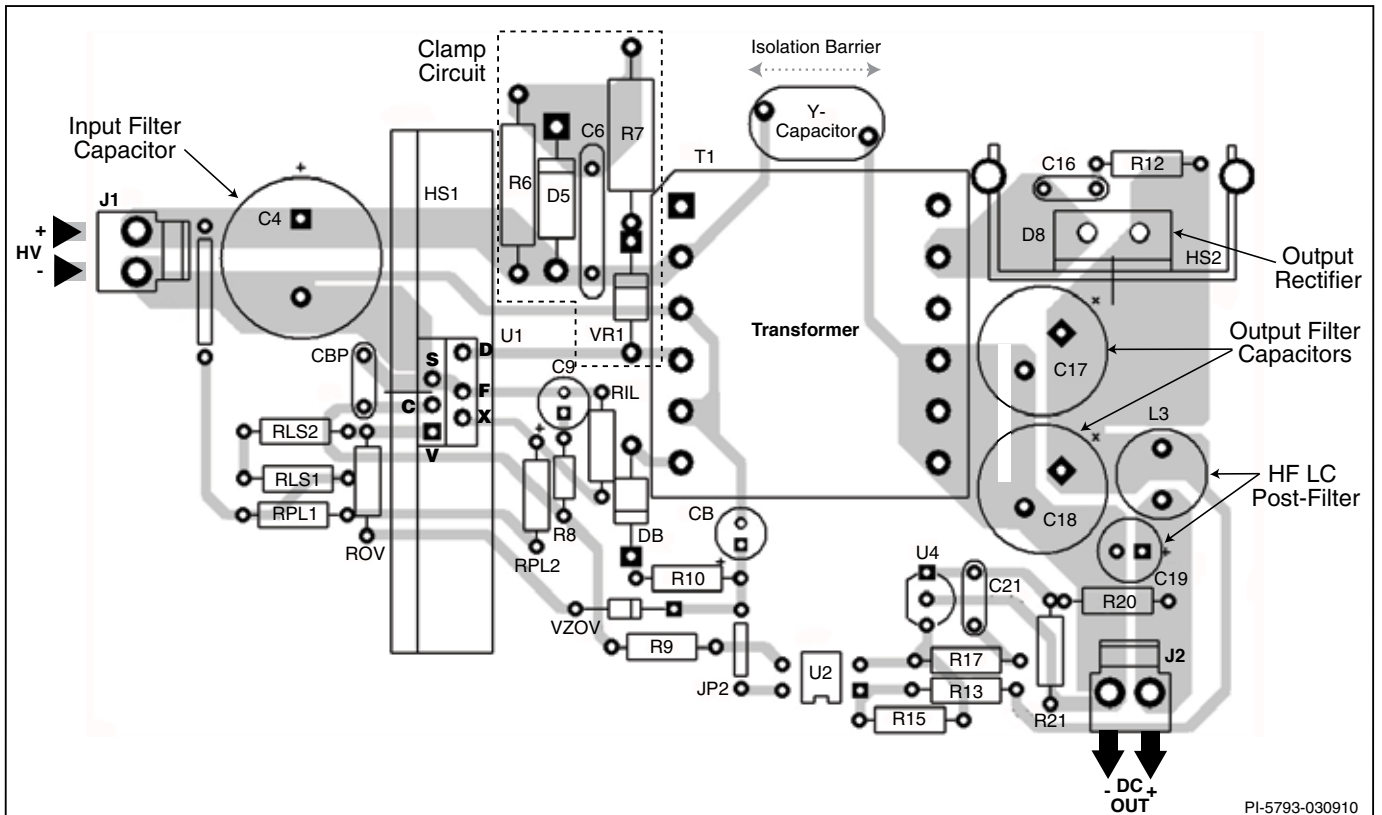 Clamp
Circuit
Isolation Barrier
Y-
Capacitor
Input Filter
Capacitor
+
C6
R7
T1
C16
R12
J1
HS1
R6
D5
C4
+
HV
-
D8
HS2
Output
Rectifier
U1
VR1
Transformer
Output Filter
Capacitors
x
C17
CBP
S
D
C9
F
RIL
C
X
L3
RLS2
V
+
x
RLS1
HF LC
Post-Filter
RPL1
CB
C18
ROV
R8
DB
RPL2
+
U4
+
C21
C19
R10
R20
VZOV
R9
U2
R17
J2
JP2
R13
R15
R21
- DC +
OUT
PI-5793-030910